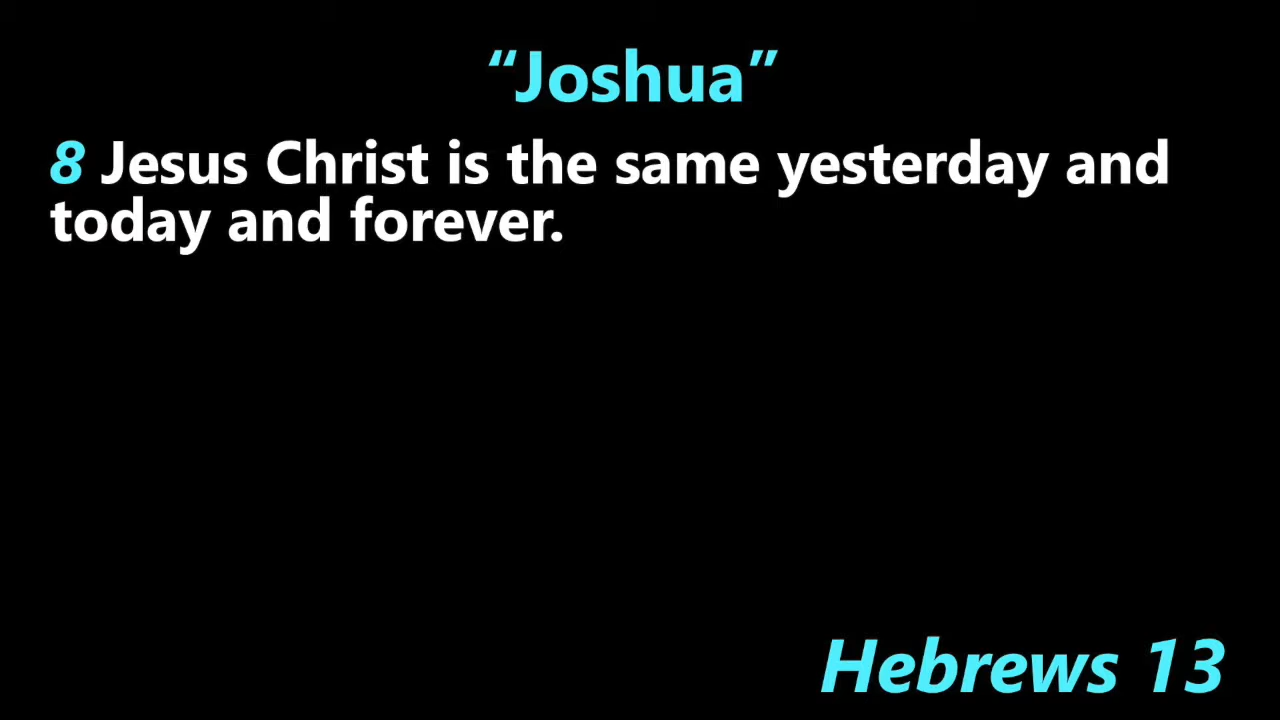 “Joshua”
8 Jesus Christ is the same yesterday and
today and forever.
Hebrews 13